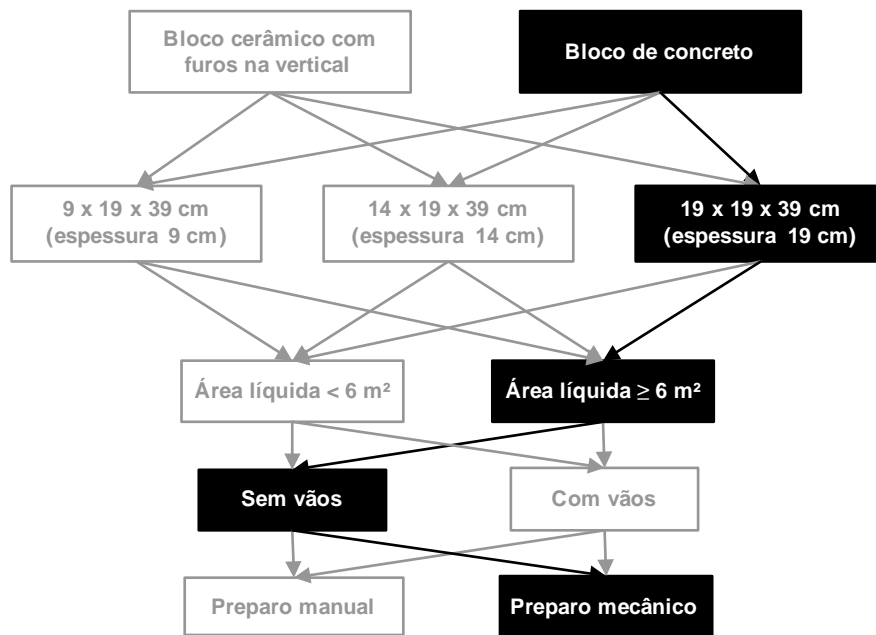 Bloco cerâmico com
furos na vertical
Bloco de concreto
9 x 19 x 39 cm
(espessura 9 cm)
14 x 19 x 39 cm
(espessura 14 cm)
19 x 19 x 39 cm
(espessura 19 cm)
Área líquida < 6 m²
Área líquida ≥ 6 m²
Sem vãos
Com vãos
Preparo manual
Preparo mecânico